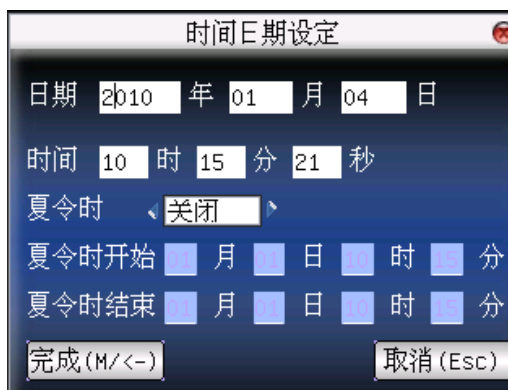 时间日期设定
日期 2010 年 01 月 04 日
时间 10 时 15 分 21 秒
夏令时 关闭
夏令时开始 01 月 01 日 10 时 15 分
夏令时结束 01 月 01 日 10 时 15 分
完成(M/<-) 取消(Esc)